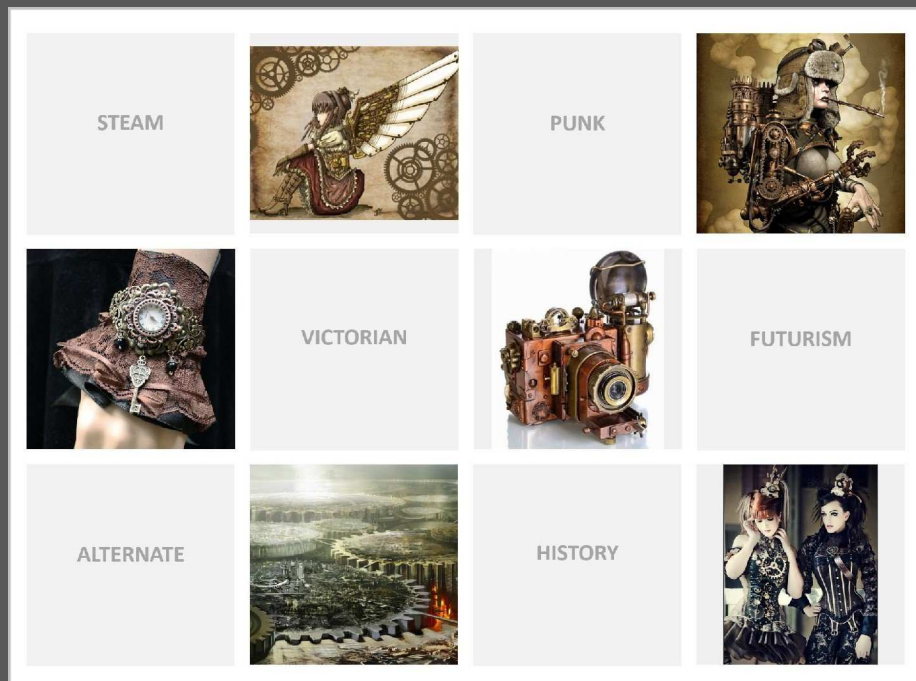 STEAM
PUNK
VICTORIAN
FUTURISM
ALTERNATE
HISTORY